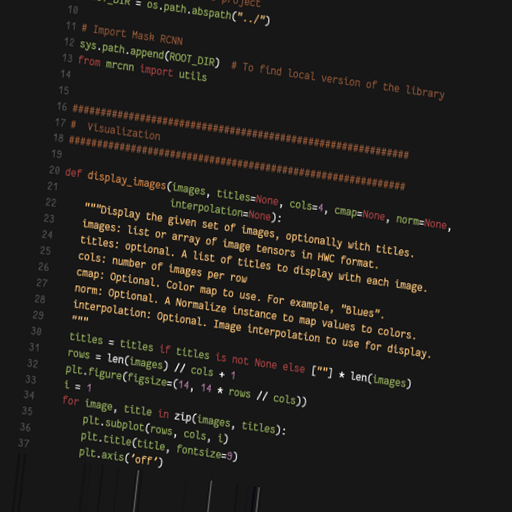 project
_DIR = os.path.abspath("../")
10
11 # Import Mask RCNN
12 sys.path.append(ROOT_DIR)  # To find local version of the library
13 from mrcnn import utils
14
15
16 ############################################################
17 #  Visualization
18 ############################################################
19
20 def display_images(images, titles=None, cols=4, cmap=None, norm=None,
21 interpolation=None):
22 """Display the given set of images, optionally with titles.
23 images: list or array of image tensors in HWC format.
24 titles: optional. A list of titles to display with each image.
25 cols: number of images per row
26 cmap: Optional. Color map to use. For example, "Blues".
27 norm: Optional. A Normalize instance to map values to colors.
28 interpolation: Optional. Image interpolation to use for display.
29 """
30 titles = titles if titles is not None else [""] * len(images)
31 rows = len(images) // cols + 1
32 plt.figure(figsize=(14, 14 * rows // cols))
33 i = 1
34 for image, title in zip(images, titles):
35 plt.subplot(rows, cols, i)
36 plt.title(title, fontsize=9)
37 plt.axis('off')